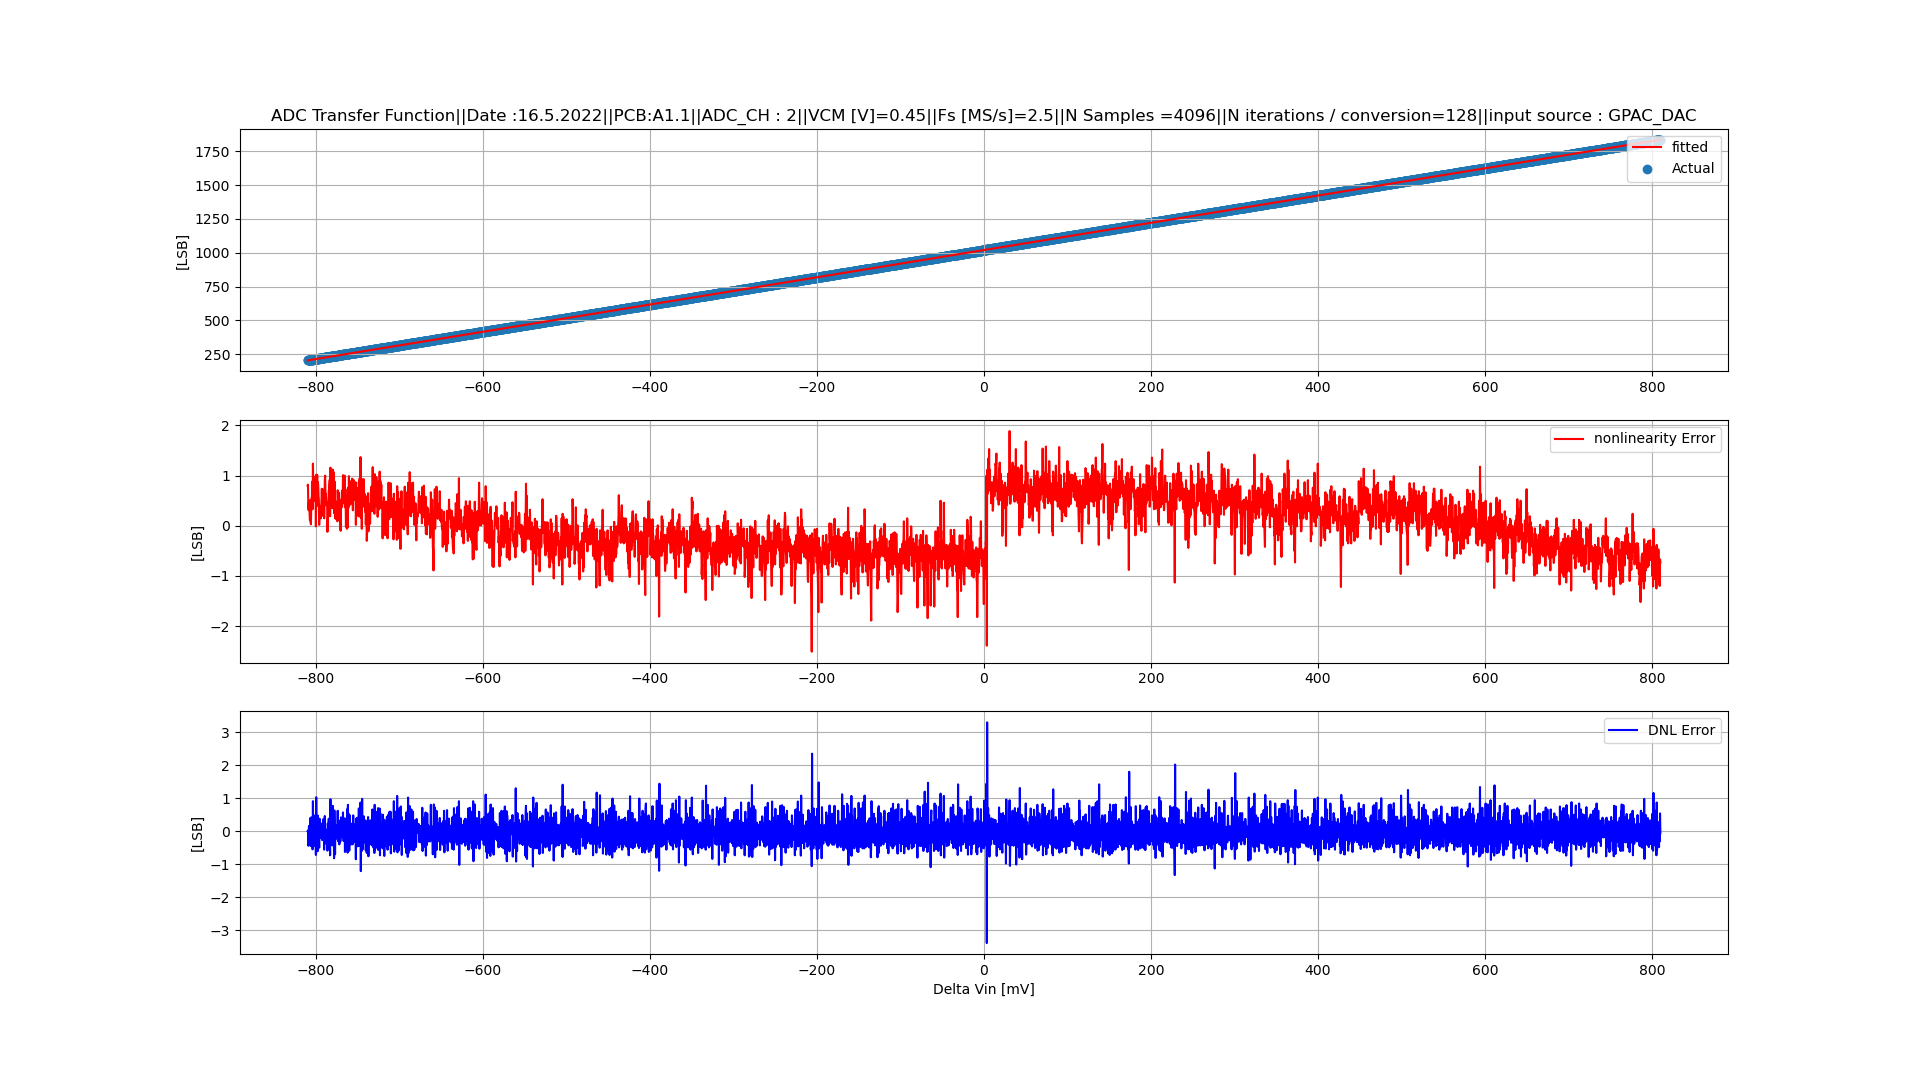 ADC Transfer Function||Date :16.5.2022||PCB:A1.1||ADC_CH : 2||VCM [V]=0.45||Fs [MS/s]=2.5||N Samples =4096||N iterations / conversion=128||input source : GPAC_DAC
1750
1500
1250
1000
750
500
250
[LSB]
fitted
Actual
−800 −600 −400 −200 0 200 400 600 800
2
1
0
−1
−2
[LSB]
nonlinearity Error
−800 −600 −400 −200 0 200 400 600 800
3
2
1
0
−1
−2
−3
[LSB]
DNL Error
−800 −600 −400 −200 0 200 400 600 800
Delta Vin [mV]